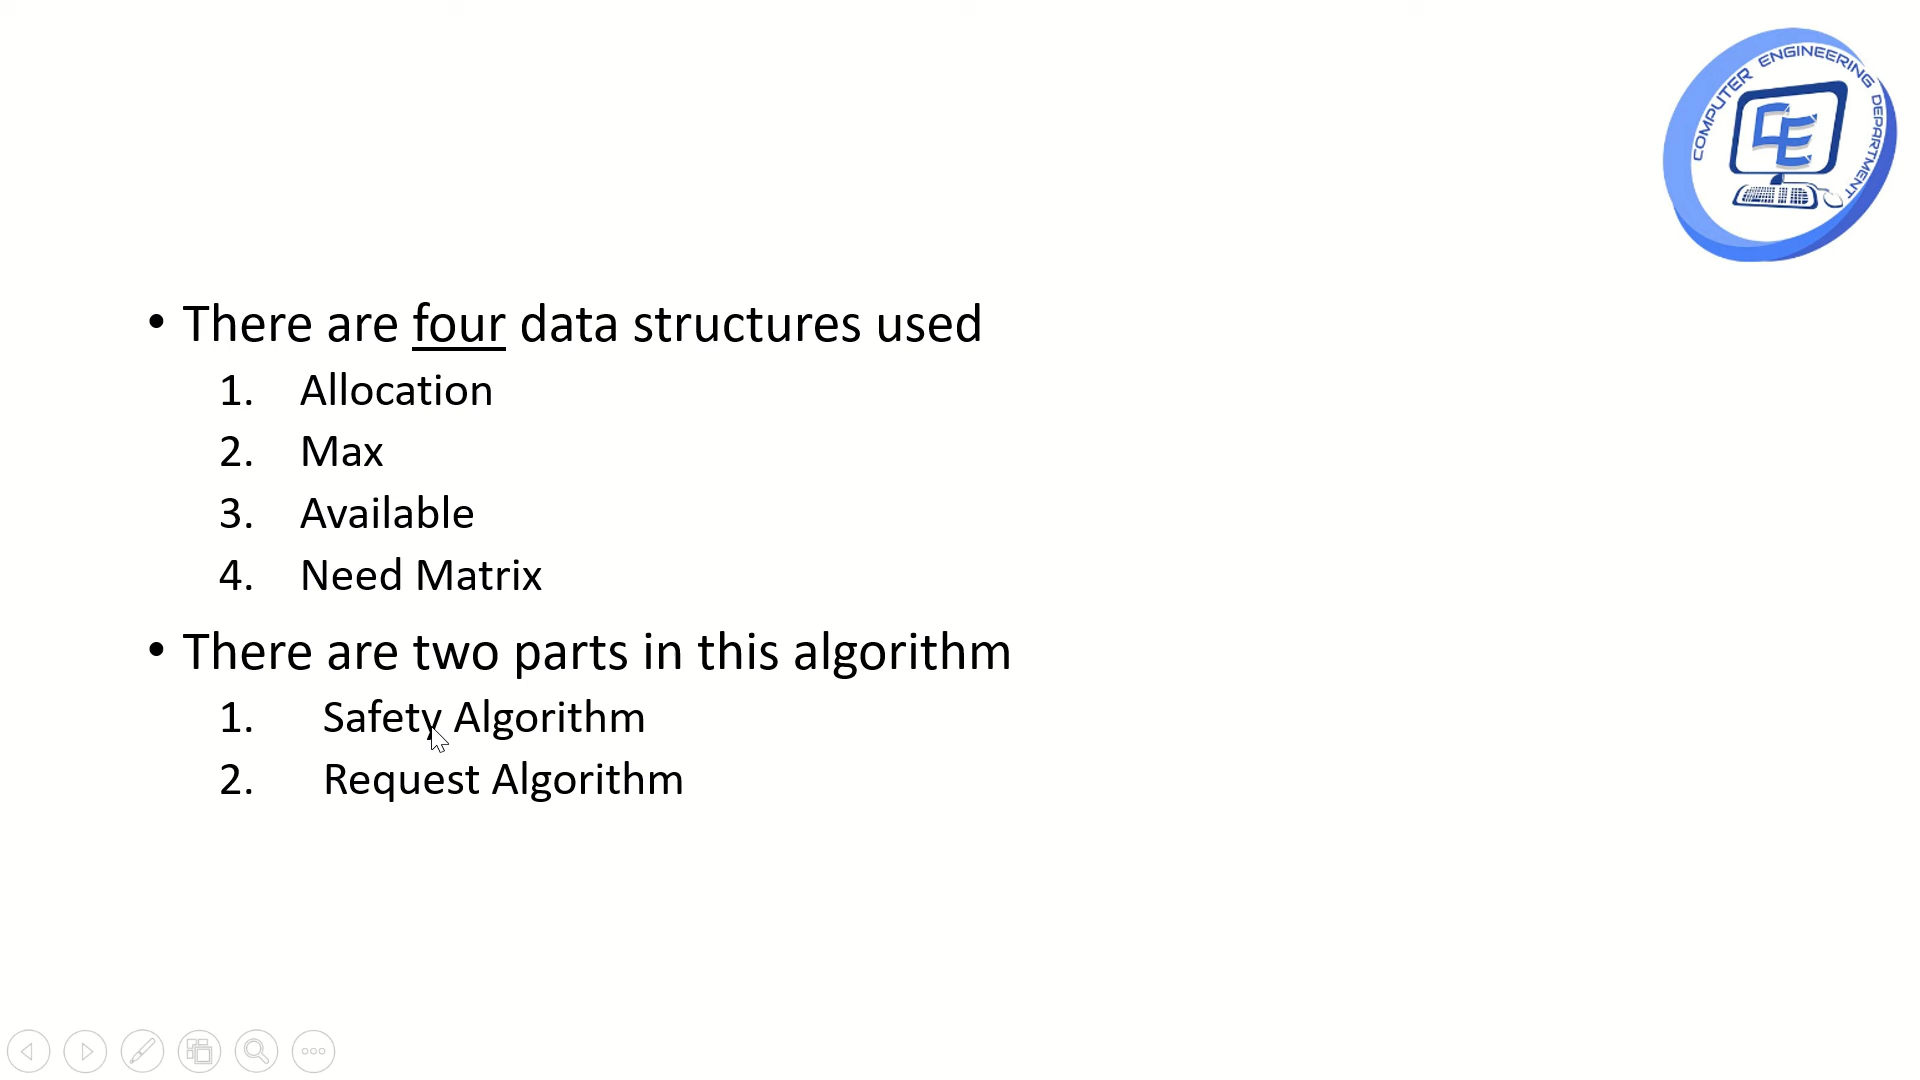 COMPUTER ENGINEERING DEPARTMENT
CE
• There are four data structures used
1. Allocation
2. Max
3. Available
4. Need Matrix
• There are two parts in this algorithm
1. Safety Algorithm
2. Request Algorithm